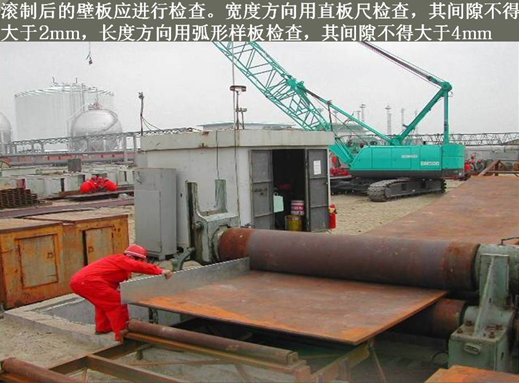 滚制后的壁板应进行检查。宽度方向用直板尺检查，其间隙不得
大于2mm，长度方向用弧形样板检查，其间隙不得大于4mm